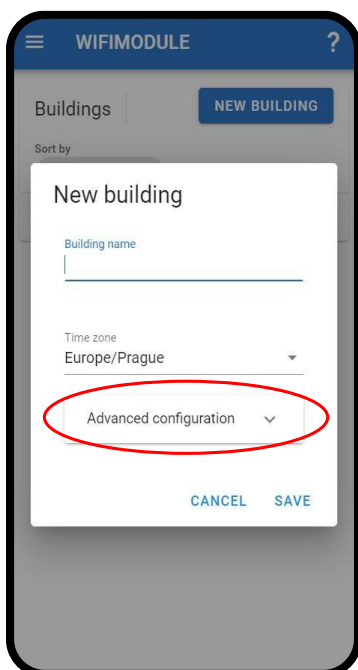 WIFIMODULE ?
Buildings NEW BUILDING
Sort by
New building
Building name
Time zone
Europe/Prague
Advanced configuration
CANCEL SAVE